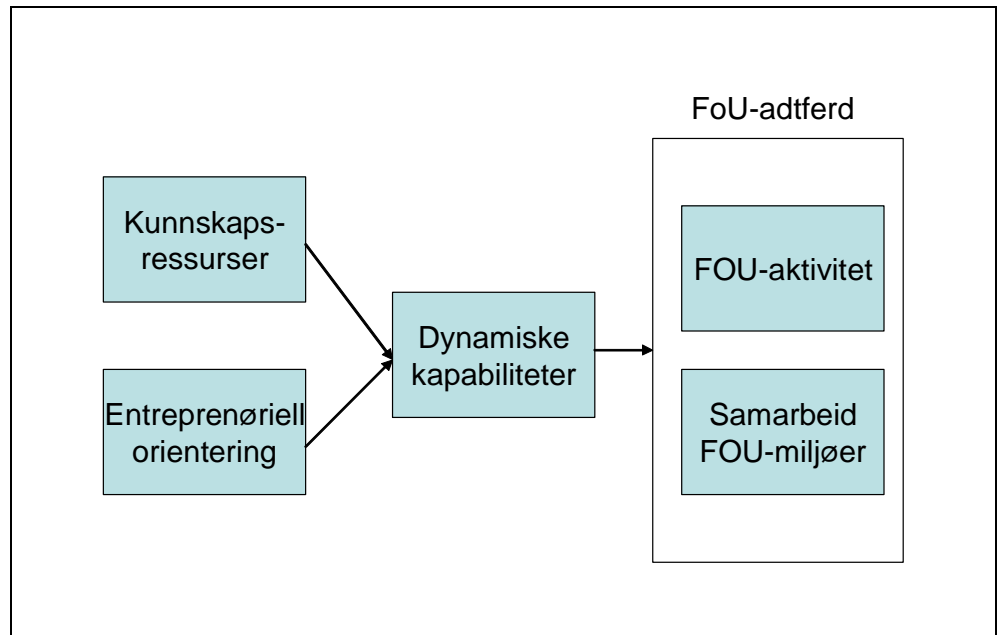 FoU-adtferd
Kunnskaps-
ressurser
Entreprenøriell
orientering
Dynamiske
kapabiliteter
FOU-aktivitet
Samarbeid
FOU-miljøer